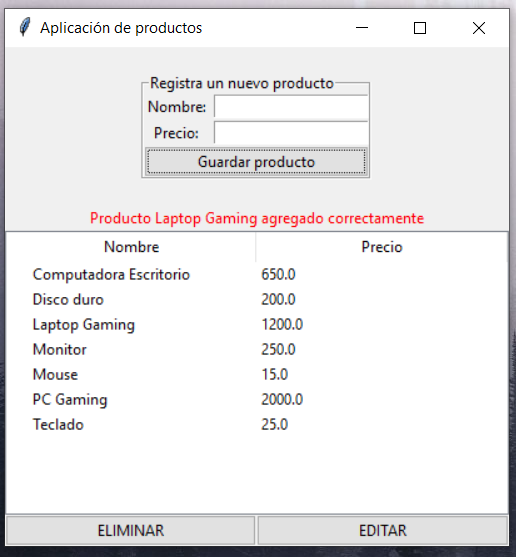 Aplicación de productos
Registra un nuevo producto
Nombre:
Precio:
Guardar producto
Producto Laptop Gaming agregado correctamente
Nombre Precio
Computadora Escritorio 650.0
Disco duro 200.0
Laptop Gaming 1200.0
Monitor 250.0
Mouse 15.0
PC Gaming 2000.0
Teclado 25.0
ELIMINAR EDITAR